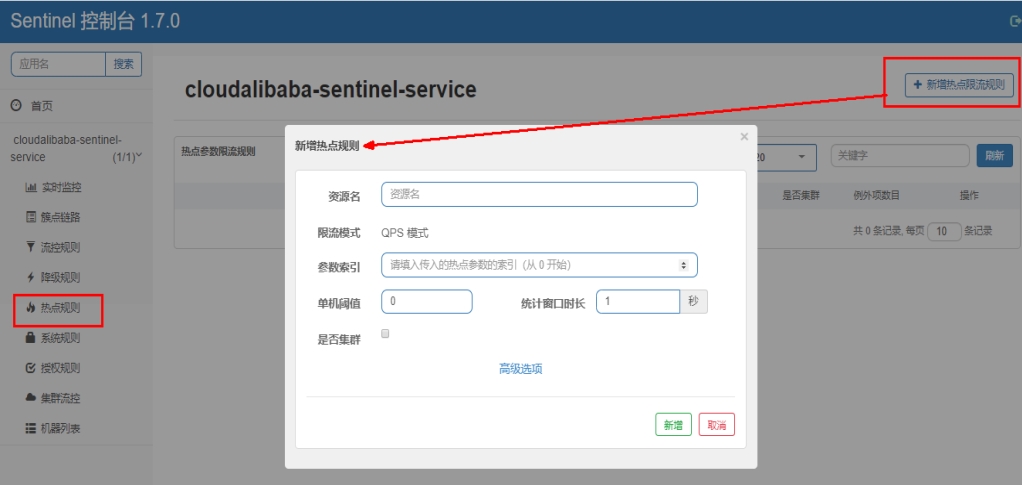 Sentinel 控制台 1.7.0
应用名 搜索
首页
cloudalibaba-sentinel-
service (1/1)
实时监控
簇点链路
流控规则
降级规则
热点规则
系统规则
授权规则
集群流控
机器列表
cloudalibaba-sentinel-service
+ 新增热点限流规则
热点参数限流规则
20 关键字 刷新
是否集群 例外项数目 操作
共 0 条记录, 每页 10 条记录
新增热点规则 ×
资源名 资源名
限流模式 QPS 模式
参数索引 请填入传入的热点参数的索引（从 0 开始）
单机阈值 0 统计窗口时长 1 秒
是否集群
高级选项
新增 取消